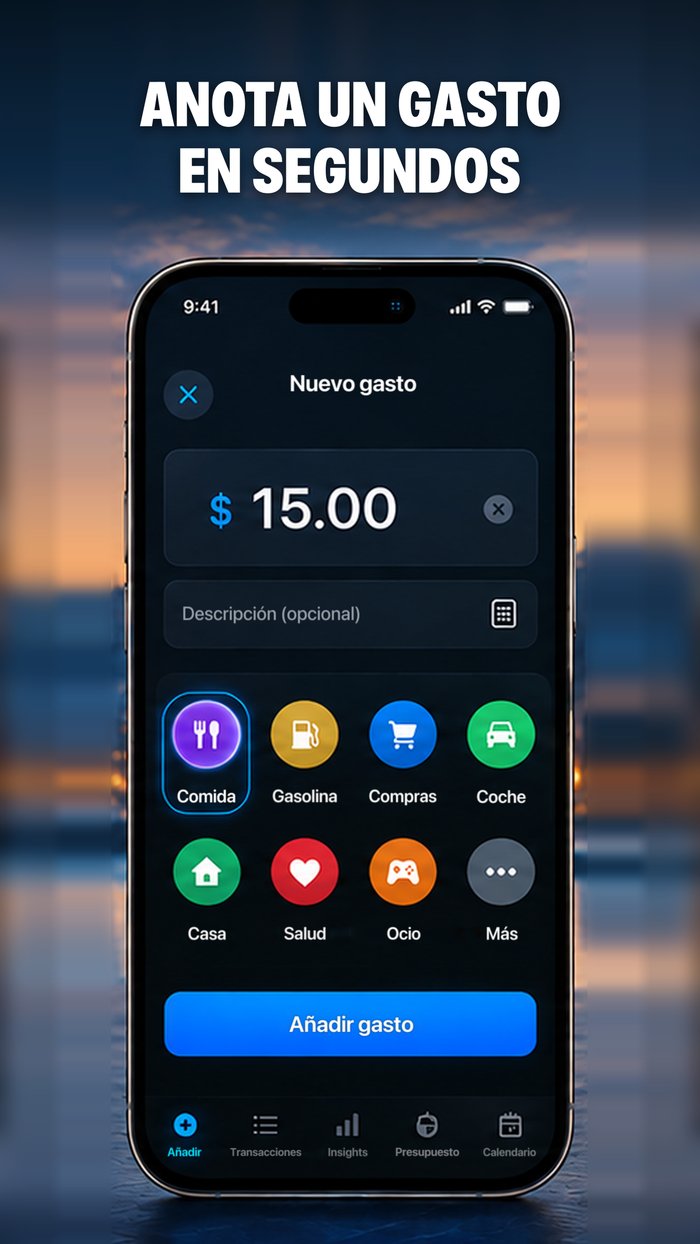 ANOTA UN GASTO
EN SEGUNDOS
9:41
Nuevo gasto
$ 15.00
Descripción (opcional)
Comida Gasolina Compras Coche
Casa Salud Ocio Más
Añadir gasto
Añadir Transacciones Insights Presupuesto Calendario